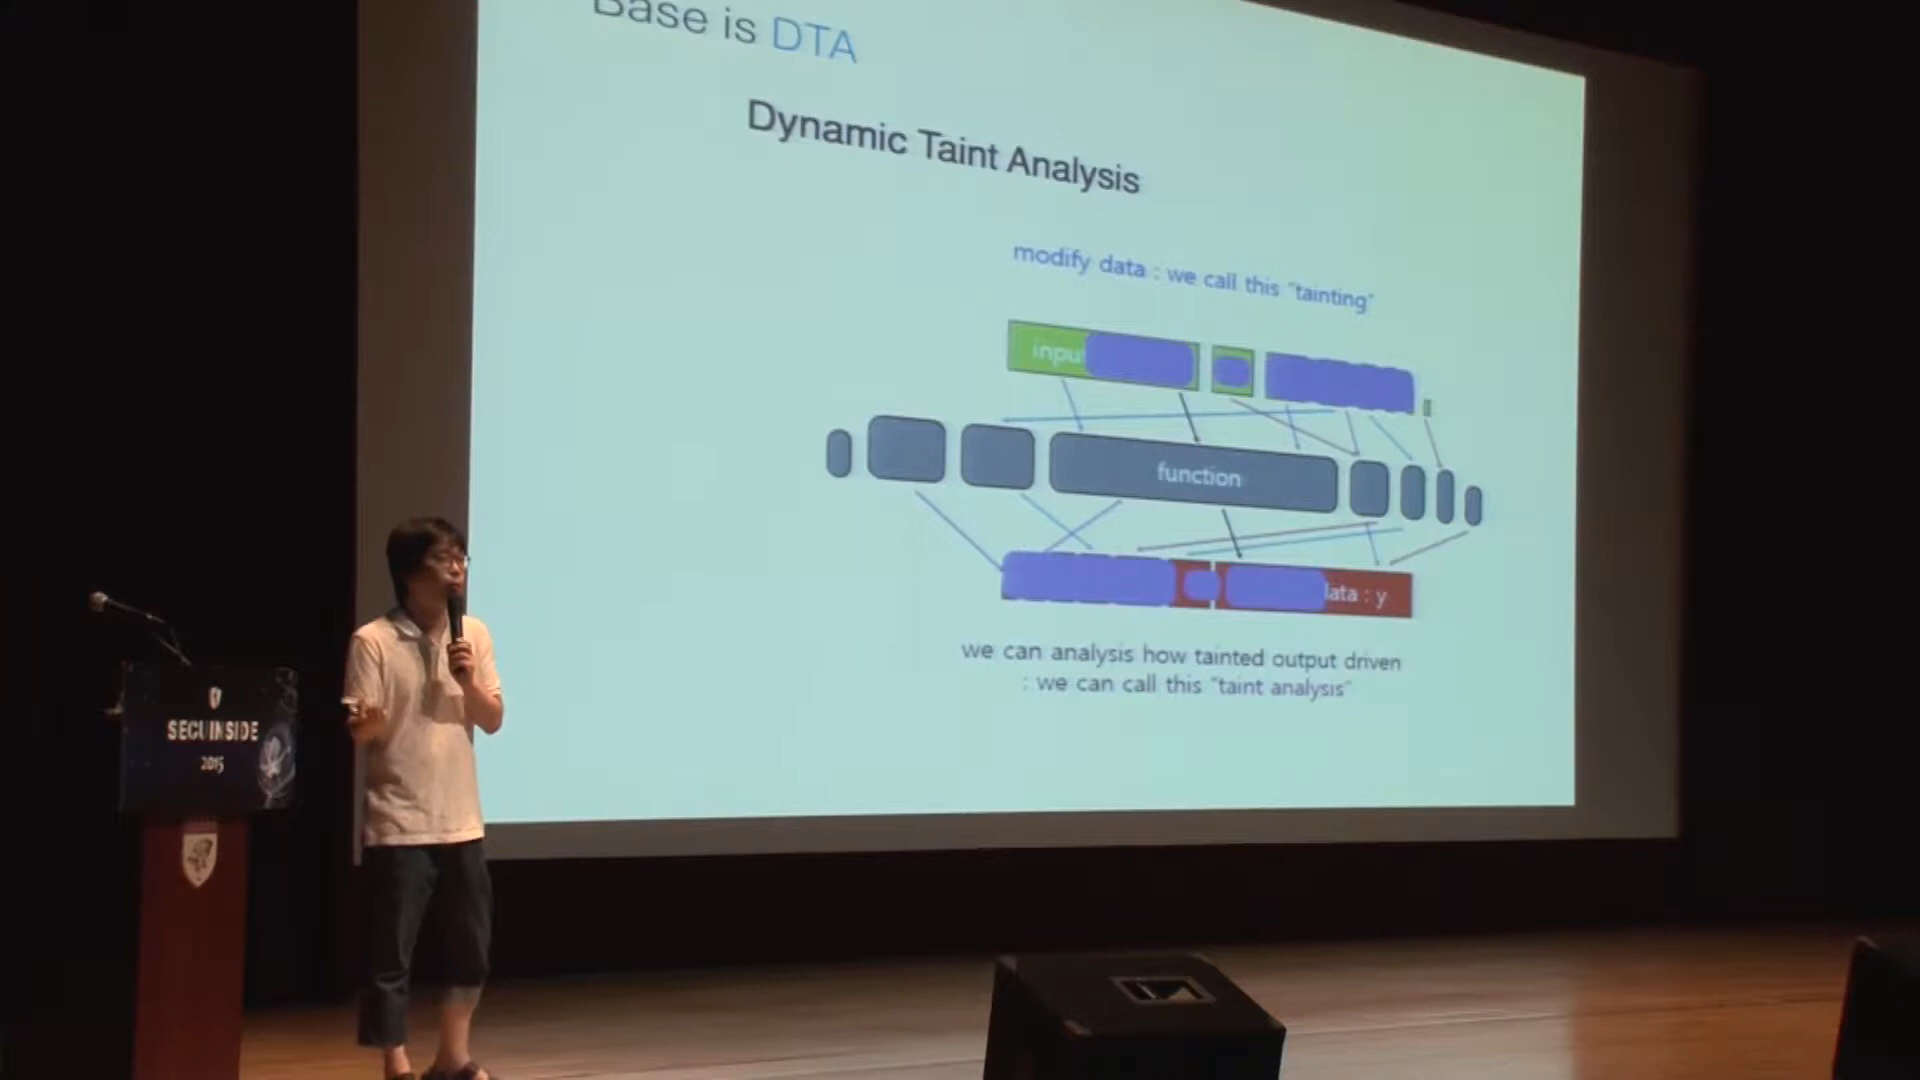 Base is DTA
Dynamic Taint Analysis
modify data : we call this "tainting"
function
data : y
we can analysis how tainted output driven
: we can call this "taint analysis"
SECUINSIDE
2015